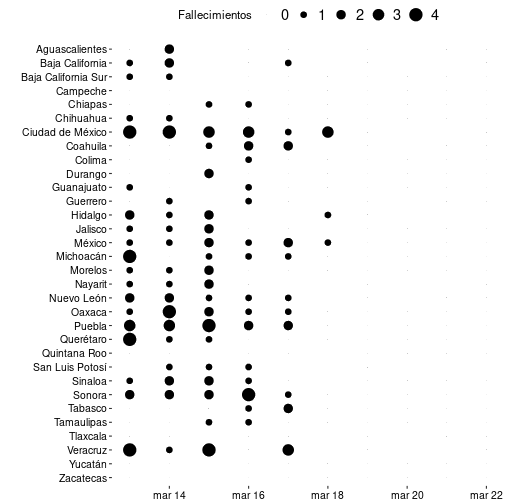 Fallecimientos 0 1 2 3 4
Aguascalientes
Baja California
Baja California Sur
Campeche
Chiapas
Chihuahua
Ciudad de México
Coahuila
Colima
Durango
Guanajuato
Guerrero
Hidalgo
Jalisco
México
Michoacán
Morelos
Nayarit
Nuevo León
Oaxaca
Puebla
Querétaro
Quintana Roo
San Luis Potosí
Sinaloa
Sonora
Tabasco
Tamaulipas
Tlaxcala
Veracruz
Yucatán
Zacatecas
mar 14 mar 16 mar 18 mar 20 mar 22